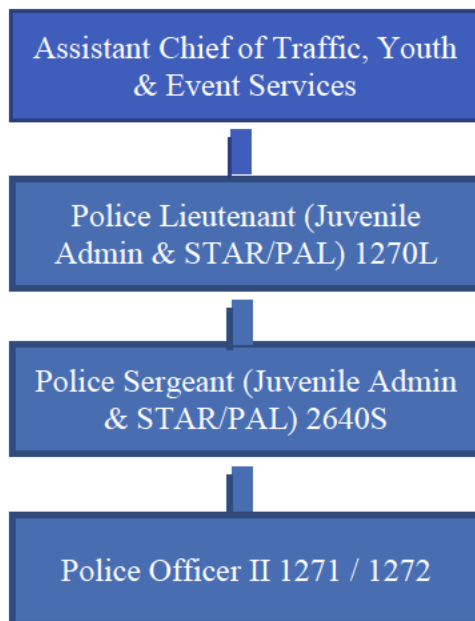 Assistant Chief of Traffic, Youth
& Event Services
Police Lieutenant (Juvenile
Admin & STAR/PAL) 1270L
Police Sergeant (Juvenile Admin
& STAR/PAL) 2640S
Police Officer II 1271 / 1272